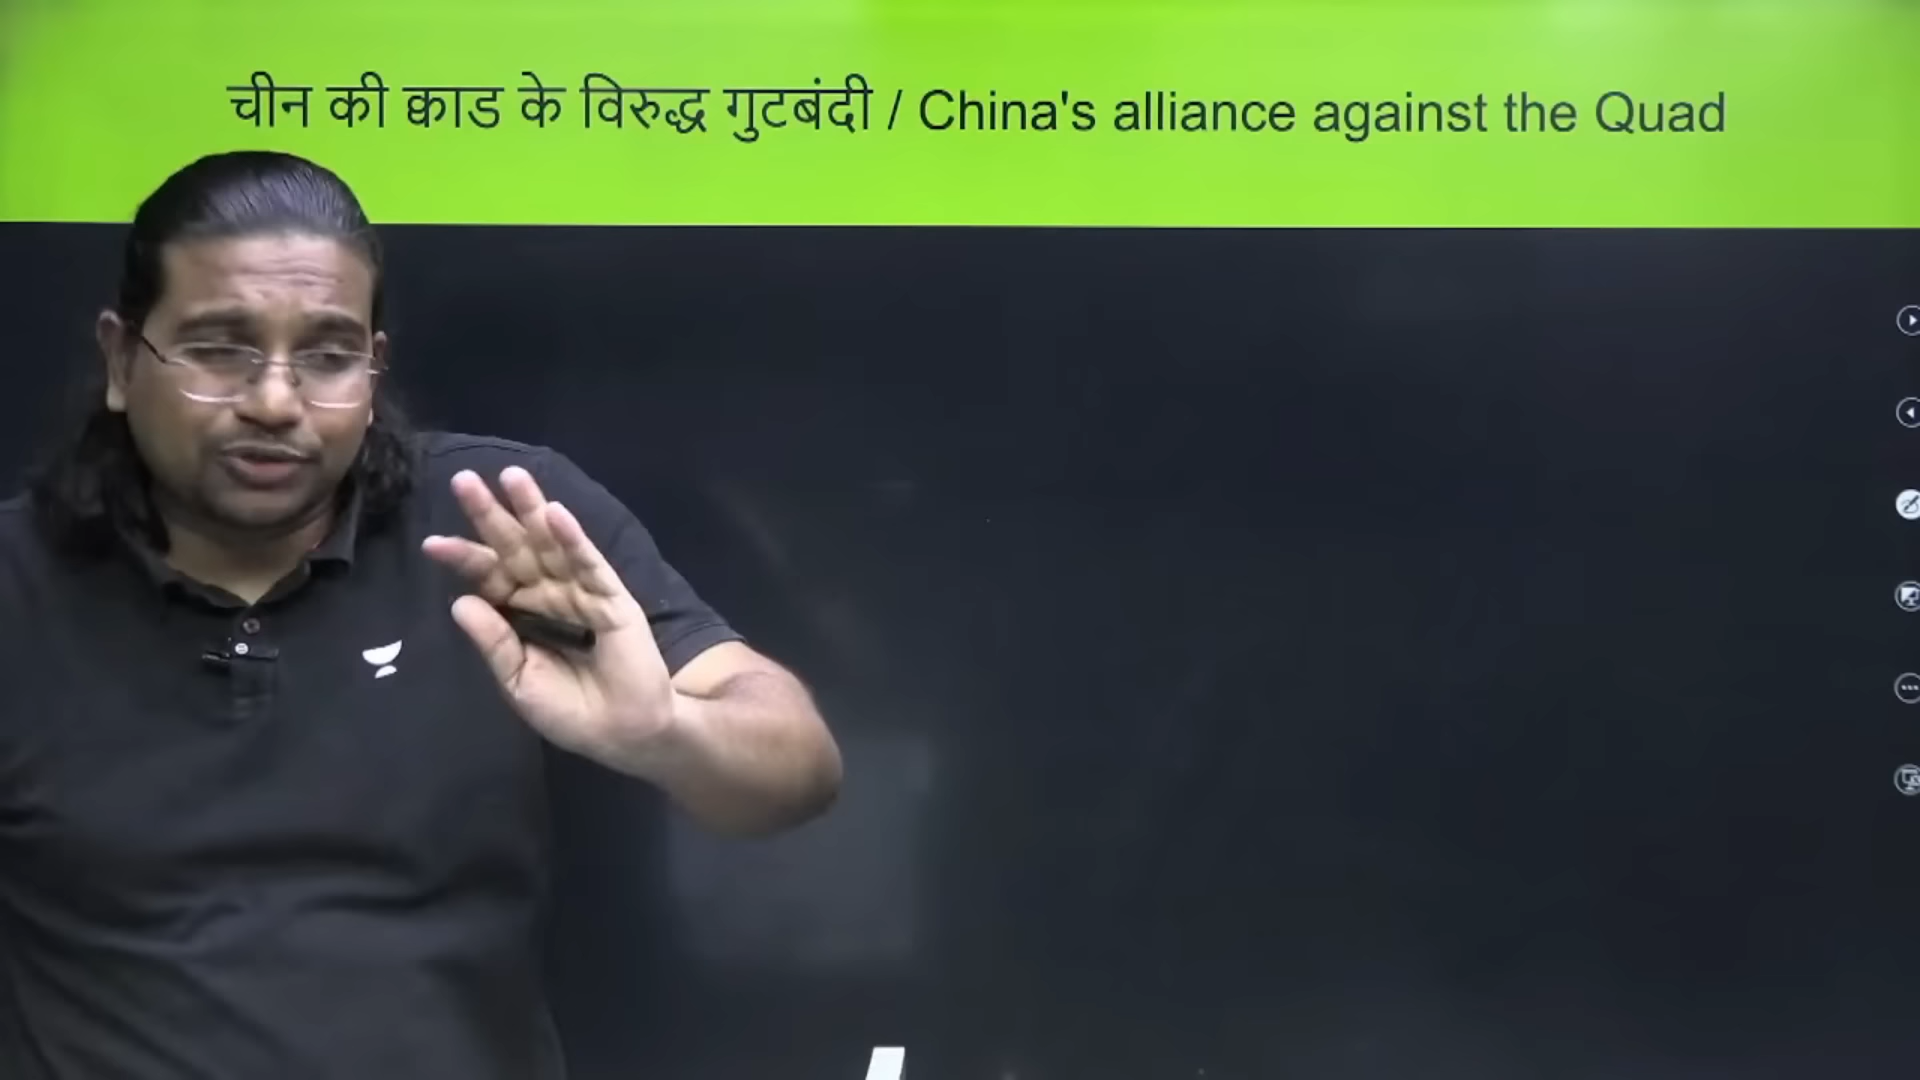 चीन की क्वाड के विरुद्ध गुटबंदी / China's alliance against the Quad